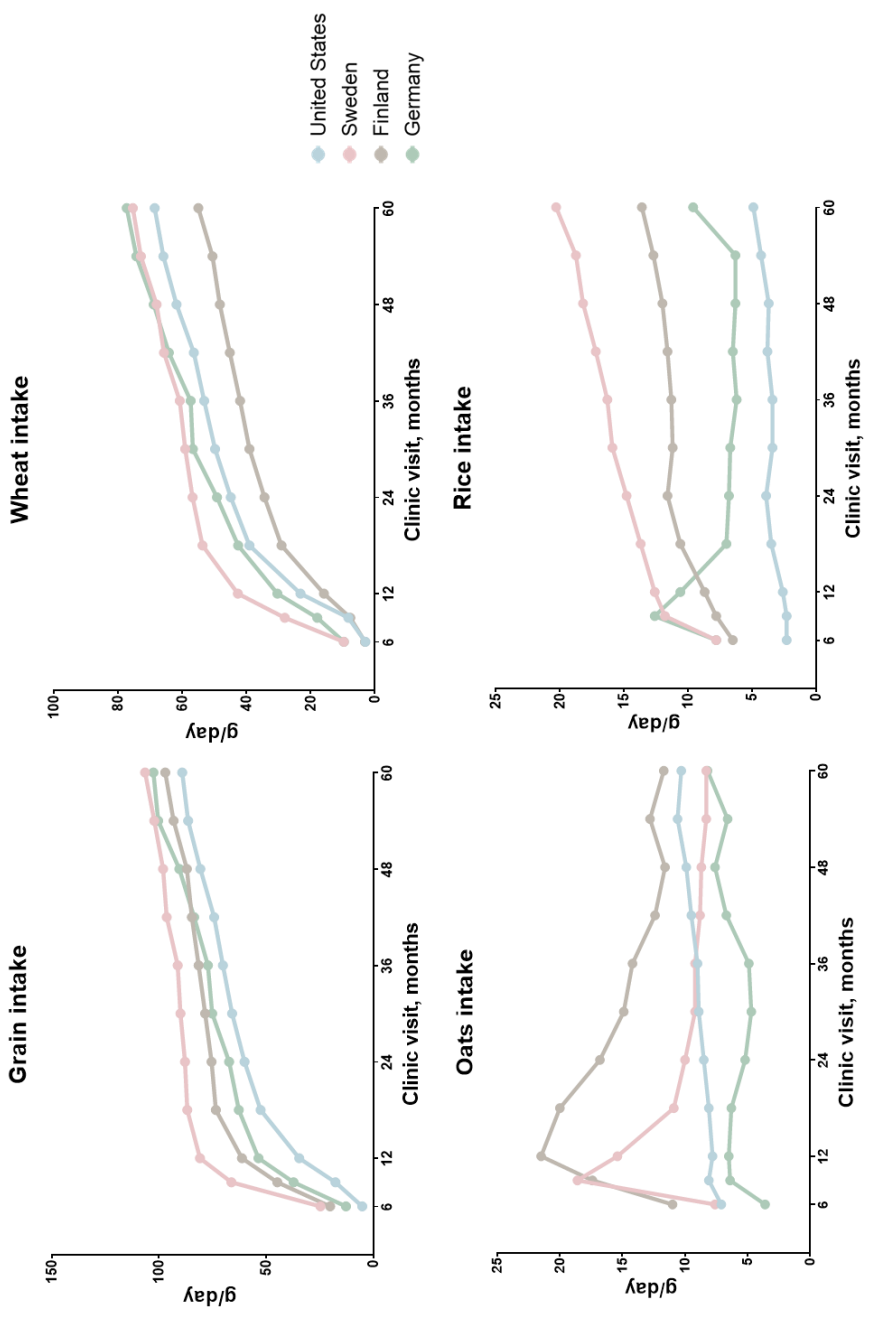 Grain intake
150
100
50
0
g/day
6
12
24
36
48
60
Clinic visit, months
Wheat intake
100
80
60
40
20
0
g/day
6
12
24
36
48
60
Clinic visit, months
United States
Sweden
Finland
Germany
Oats intake
25
20
15
10
5
0
g/day
6
12
24
36
48
60
Clinic visit, months
Rice intake
25
20
15
10
5
0
g/day
6
12
24
36
48
60
Clinic visit, months